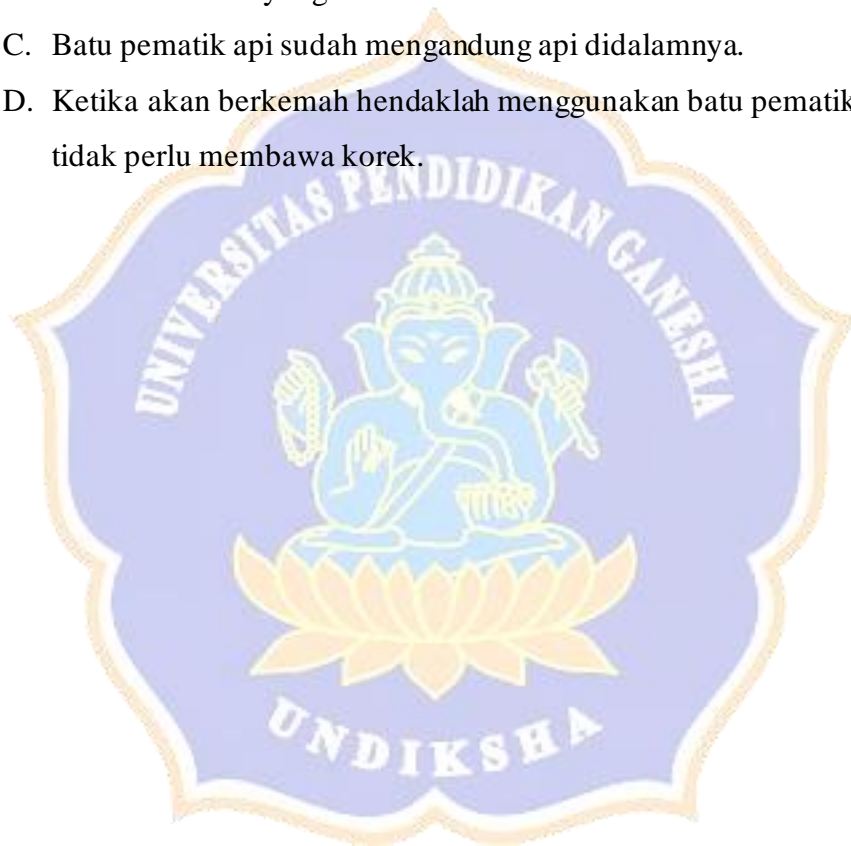 C. Batu pematik api sudah mengandung api didalamnya.
D. Ketika akan berkemah hendaklah menggunakan batu pematik
tidak perlu membawa korek.
UNIVERSITAS PENDIDIKAN GANESHA
UNDIKSHA